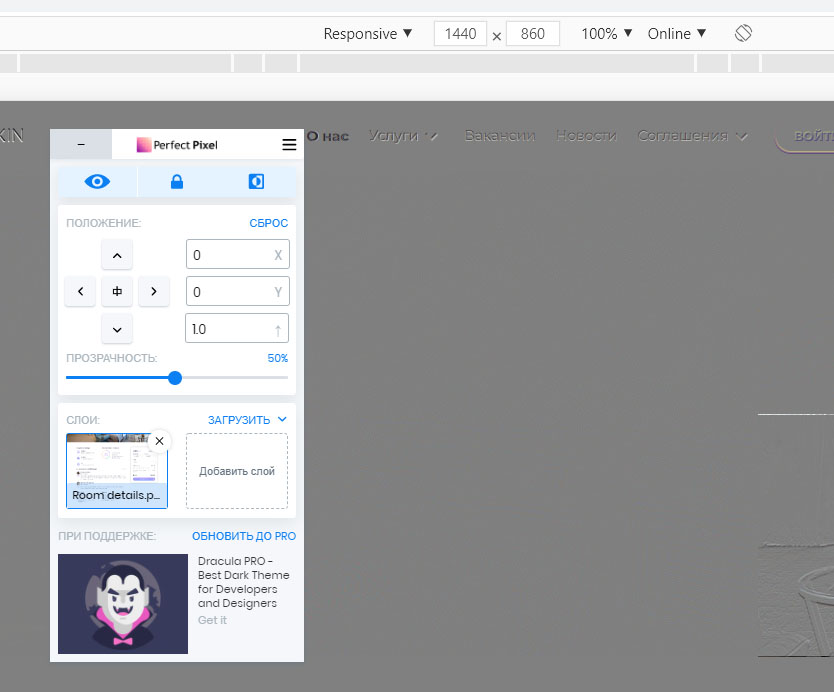 Responsive ▼ 1440 × 860 100% ▼ Online ▼
KIN О нас Услуги Вакансии Новости Соглашения ВОЙТ
– Perfect Pixel
ПОЛОЖЕНИЕ: СБРОС
0 X
0 Y
1.0 ↑
ПРОЗРАЧНОСТЬ: 50%
СЛОИ: ЗАГРУЗИТЬ
Room details.p...
Добавить слой
ПРИ ПОДДЕРЖКЕ: ОБНОВИТЬ ДО PRO
Dracula PRO -
Best Dark Theme
for Developers
and Designers
Get it